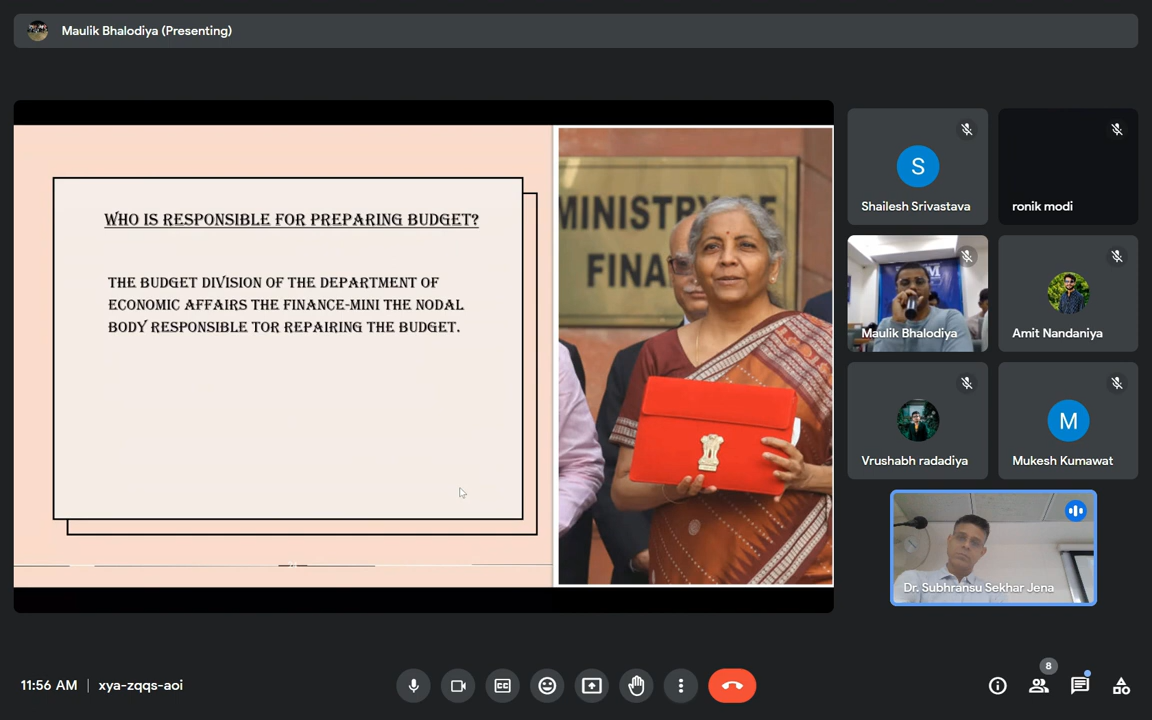 Maulik Bhalodiya (Presenting)
WHO IS RESPONSIBLE FOR PREPARING BUDGET?
THE BUDGET DIVISION OF THE DEPARTMENT OF
ECONOMIC AFFAIRS THE FINANCE-MINI THE NODAL
BODY RESPONSIBLE TOR REPAIRING THE BUDGET.
MINISTRY OF
FINA
S
Shailesh Srivastava
ronik modi
M
Maulik Bhalodiya
Amit Nandaniya
Vrushabh radadiya
M
Mukesh Kumawat
Dr. Subhransu Sekhar Jena
11:56 AM | xya-zqqs-aoi
CC
8